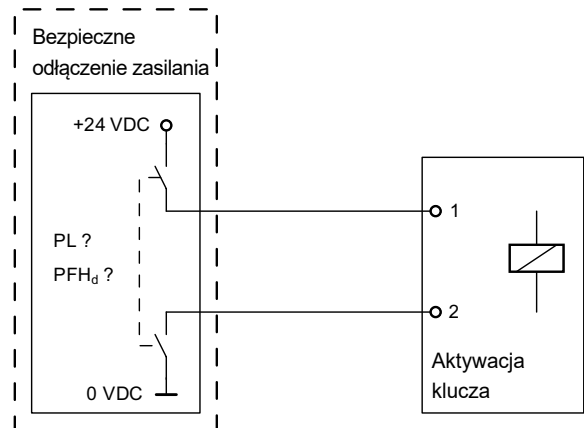 Bezpieczne
odłączenie zasilania
+24 VDC
PL ?
PFHd ?
0 VDC
1
2
Aktywacja
klucza